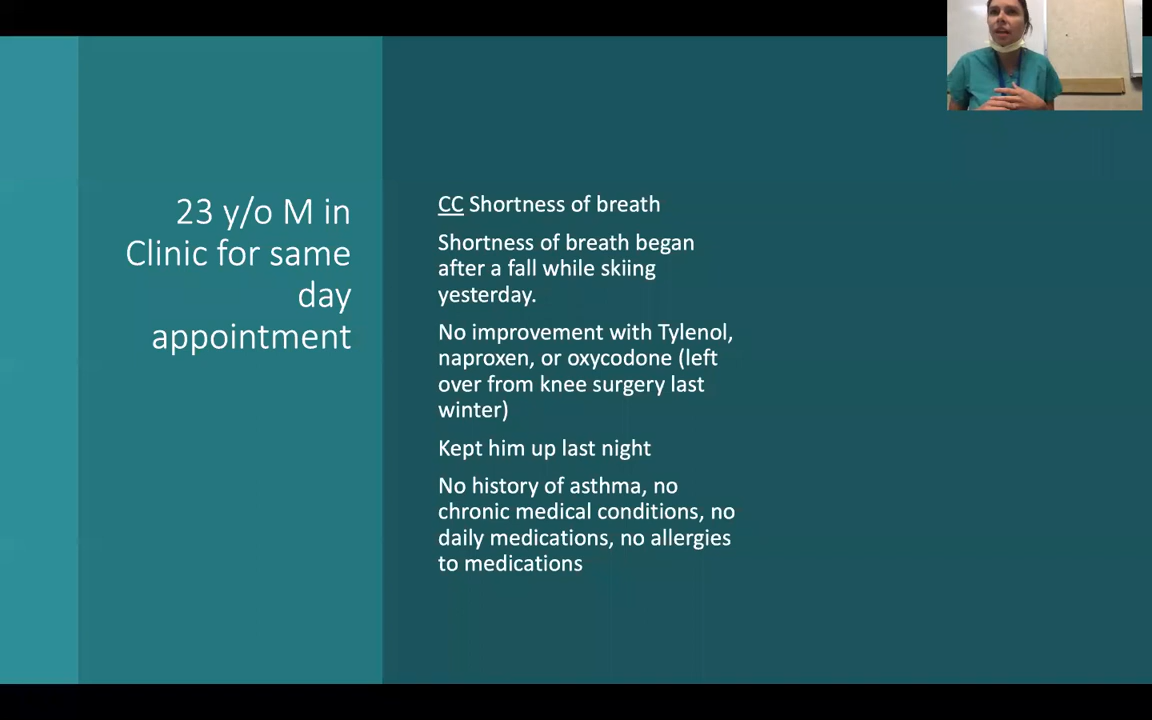 23 y/o M in
Clinic for same
day
appointment
CC Shortness of breath
Shortness of breath began
after a fall while skiing
yesterday.
No improvement with Tylenol,
naproxen, or oxycodone (left
over from knee surgery last
winter)
Kept him up last night
No history of asthma, no
chronic medical conditions, no
daily medications, no allergies
to medications